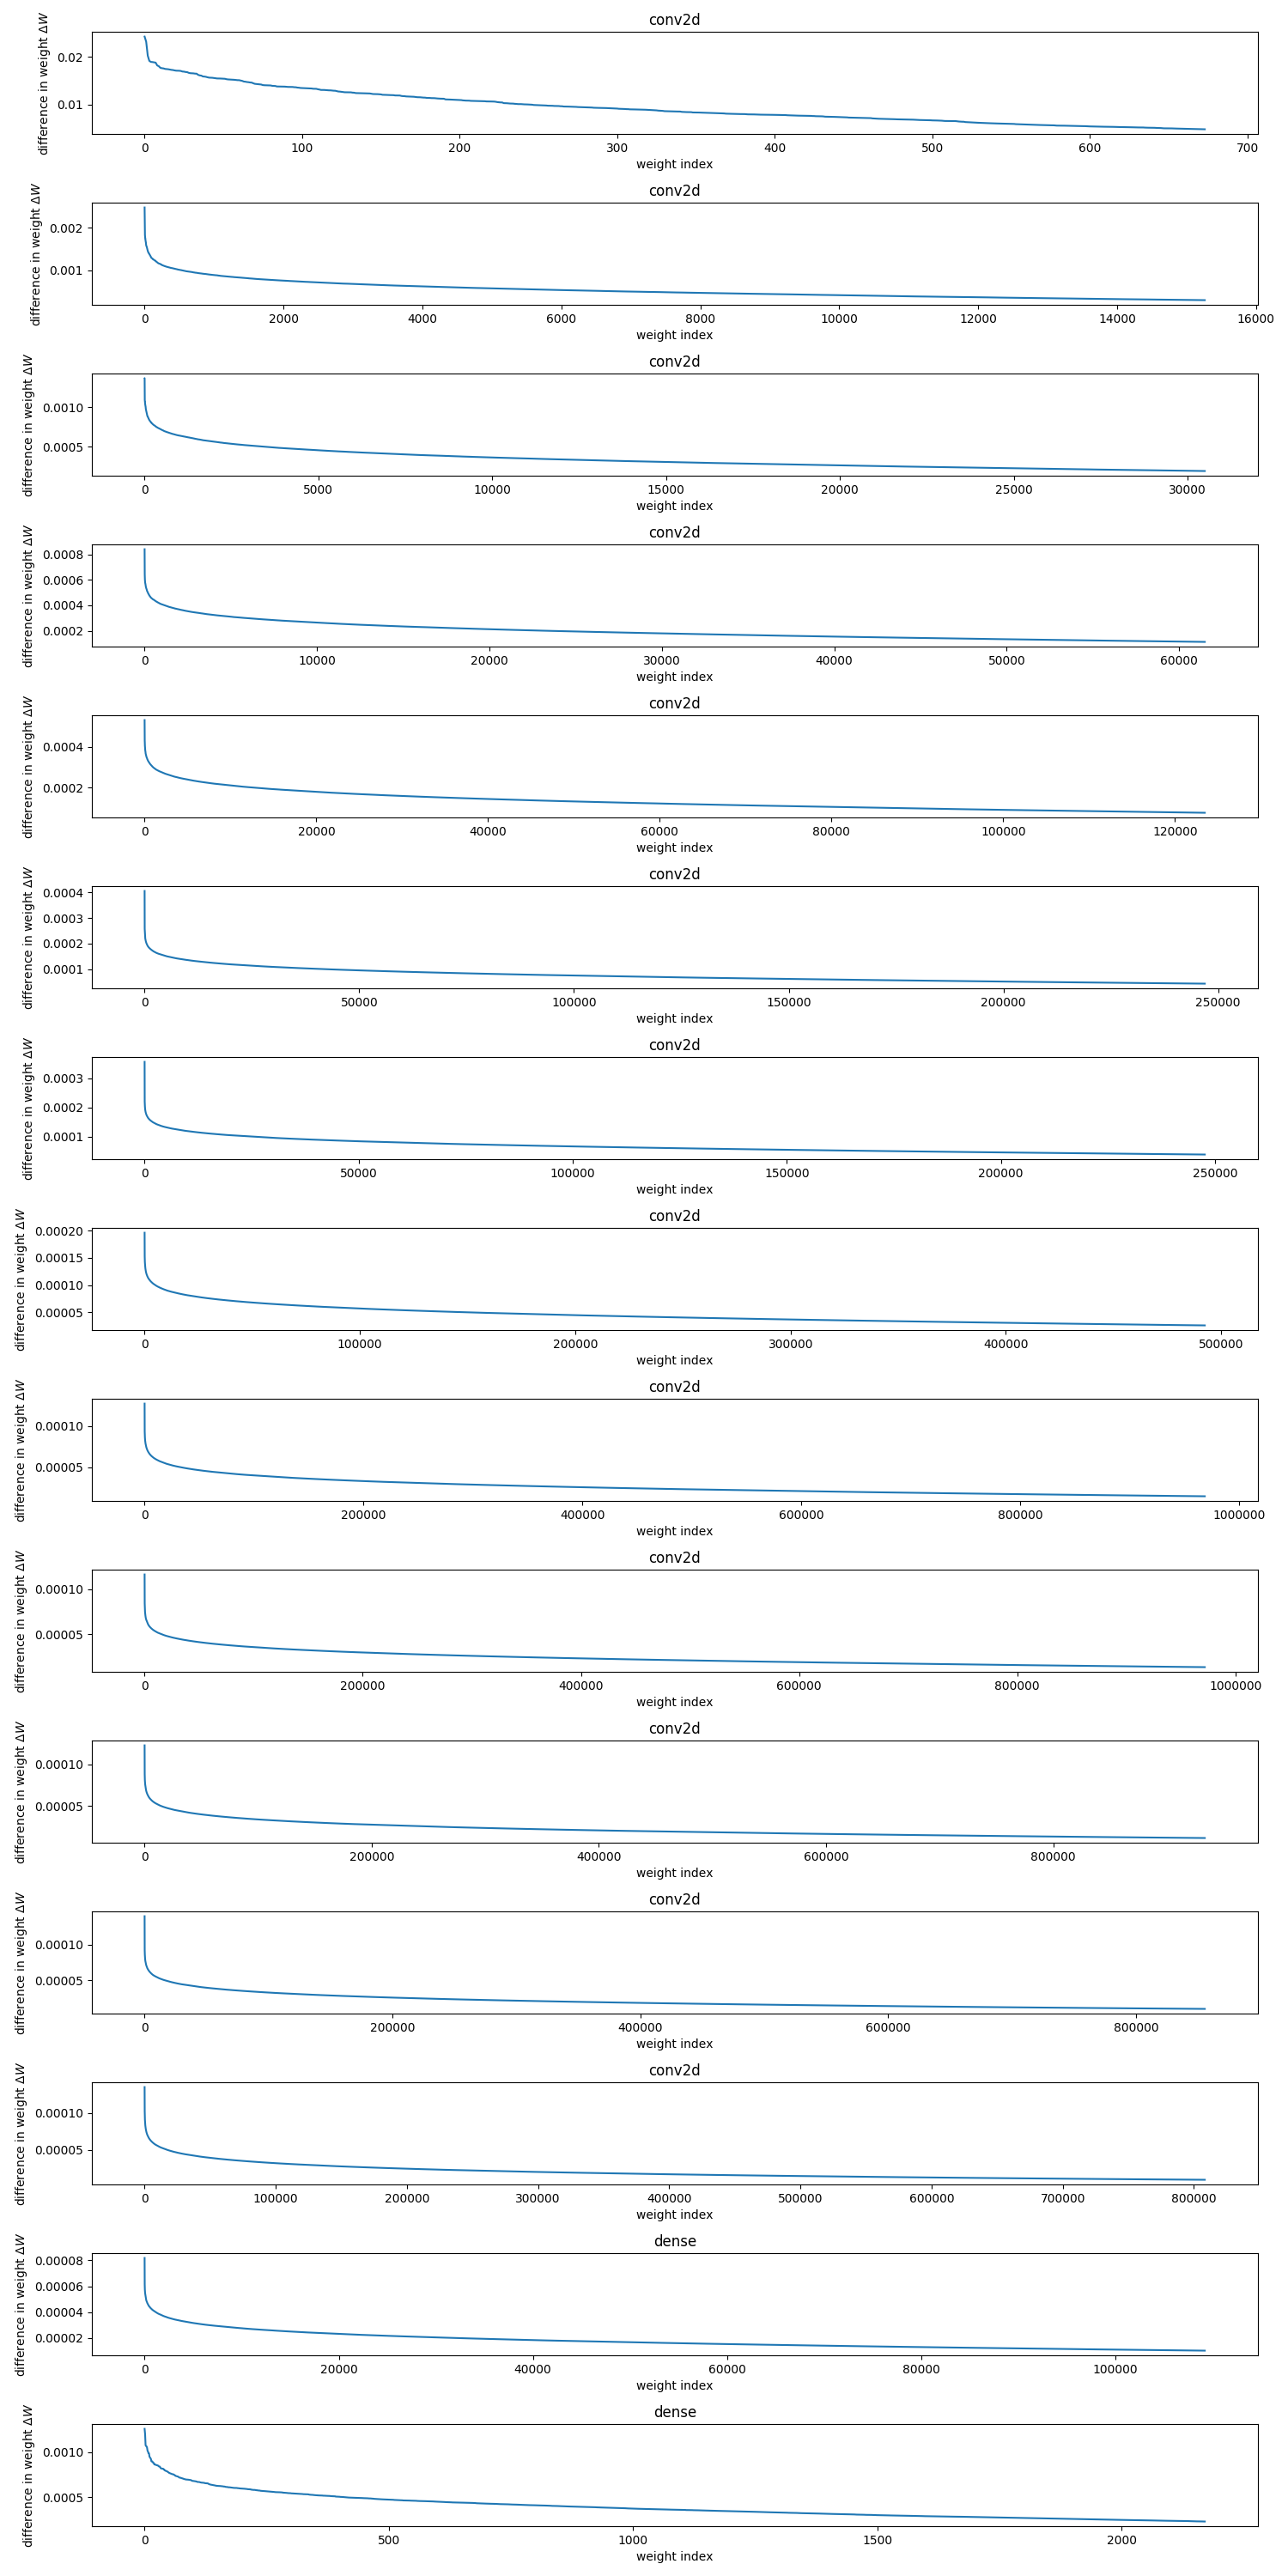 conv2d
difference in weight ΔW
0.02
0.01
0 100 200 300 400 500 600 700
weight index
conv2d
difference in weight ΔW
0.002
0.001
0 2000 4000 6000 8000 10000 12000 14000 16000
weight index
conv2d
difference in weight ΔW
0.0010
0.0005
0 5000 10000 15000 20000 25000 30000
weight index
conv2d
difference in weight ΔW
0.0008
0.0006
0.0004
0.0002
0 10000 20000 30000 40000 50000 60000
weight index
conv2d
difference in weight ΔW
0.0004
0.0002
0 20000 40000 60000 80000 100000 120000
weight index
conv2d
difference in weight ΔW
0.0004
0.0003
0.0002
0.0001
0 50000 100000 150000 200000 250000
weight index
conv2d
difference in weight ΔW
0.0003
0.0002
0.0001
0 50000 100000 150000 200000 250000
weight index
conv2d
difference in weight ΔW
0.00020
0.00015
0.00010
0.00005
0 100000 200000 300000 400000 500000
weight index
conv2d
difference in weight ΔW
0.00010
0.00005
0 200000 400000 600000 800000 1000000
weight index
conv2d
difference in weight ΔW
0.00010
0.00005
0 200000 400000 600000 800000 1000000
weight index
conv2d
difference in weight ΔW
0.00010
0.00005
0 200000 400000 600000 800000
weight index
conv2d
difference in weight ΔW
0.00010
0.00005
0 200000 400000 600000 800000
weight index
conv2d
difference in weight ΔW
0.00010
0.00005
0 100000 200000 300000 400000 500000 600000 700000 800000
weight index
dense
difference in weight ΔW
0.00008
0.00006
0.00004
0.00002
0 20000 40000 60000 80000 100000
weight index
dense
difference in weight ΔW
0.0010
0.0005
0 500 1000 1500 2000
weight index